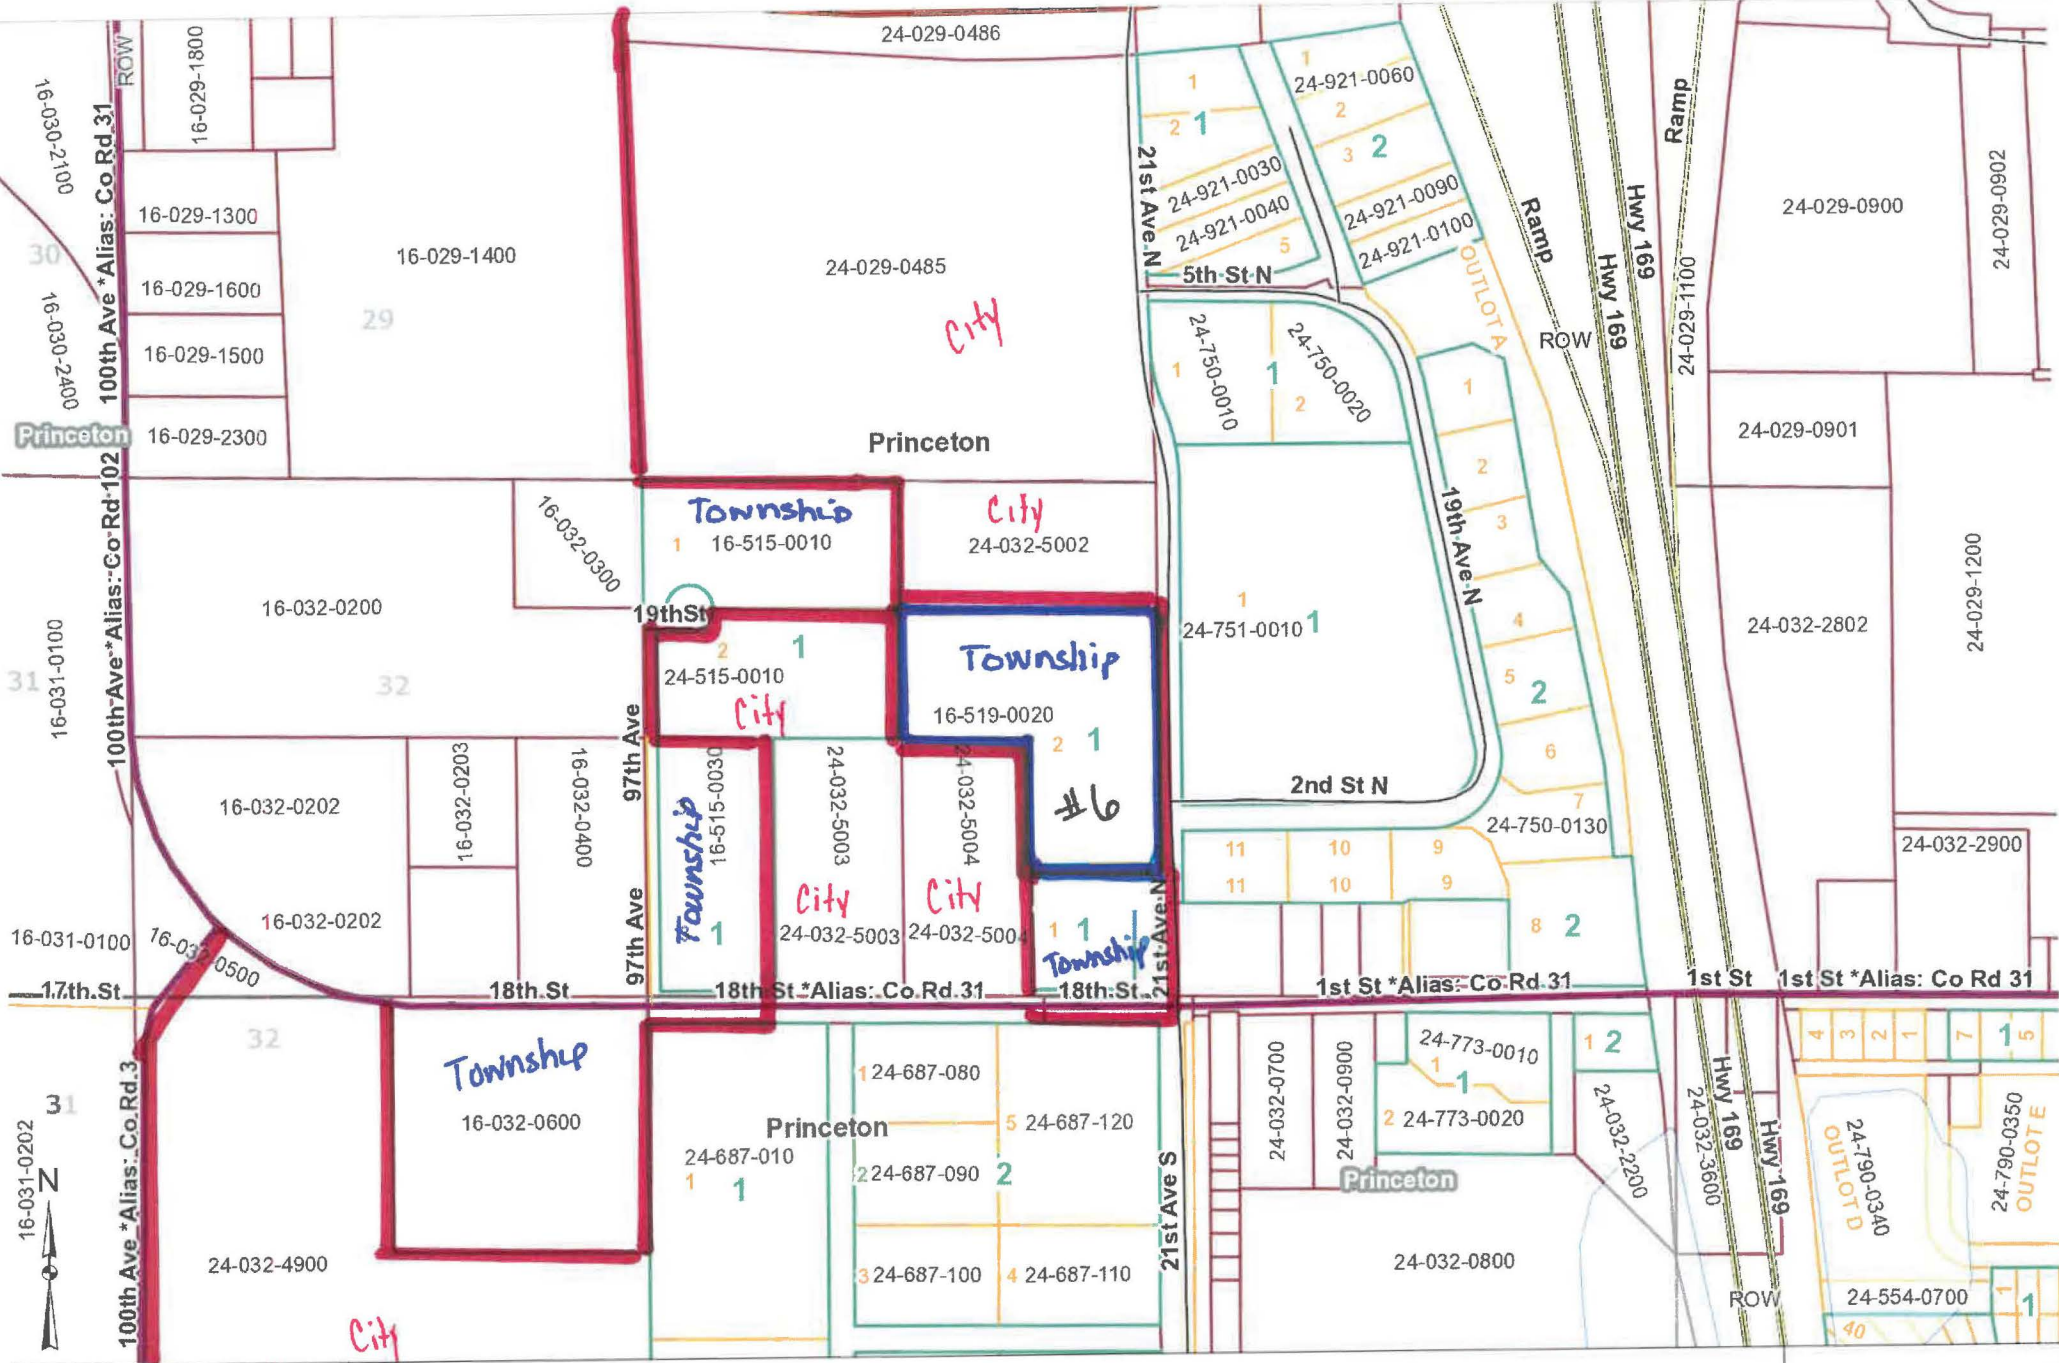 24-029-0486
ROW
16-029-1800
16-030-2100
100th Ave *Alias: Co Rd 31
1
24-921-0060
2
1
2
3
2
Ramp
21st Ave N
24-921-0030
24-921-0040
5
24-921-0090
24-921-0100
24-029-0900
24-029-0902
16-029-1300
30
16-029-1400
24-029-0485
City
5th St N
OUTLOT A
Ramp
Hwy 169
Hwy 169
ROW
24-029-1100
16-029-1600
16-030-2400
29
16-029-1500
1
24-750-0010
1
2
24-750-0020
1
Princeton
16-029-2300
Princeton
24-029-0901
2
100th Ave *Alias: Co Rd 102
16-032-0300
Township
1
16-515-0010
City
24-032-5002
19th Ave N
3
24-029-1200
16-032-0200
19th St
1
24-751-0010
1
4
24-032-2802
16-031-0100
31
32
2
1
24-515-0010
City
Township
16-519-0020
2
1
#6
5
2
6
97th Ave
16-032-0202
16-032-0203
16-032-0400
16-515-0030
Township
1
24-032-5003
24-032-5004
2nd St N
7
24-750-0130
11
10
9
11
10
9
24-032-2900
97th Ave
16-032-0202
16-031-0100
16-032-0500
City
24-032-5003
City
24-032-5004
1
1
Township
21st Ave N
8
2
17th St
18th St
18th St *Alias: Co Rd 31
18th St
1st St *Alias: Co Rd 31
1st St
1st St *Alias: Co Rd 31
32
31
16-031-0202
N
100th Ave *Alias: Co Rd 3
Township
16-032-0600
1
24-687-080
24-032-0700
24-032-0900
24-773-0010
1
1
1
2
4
3
2
1
7
1
5
Princeton
5
24-687-120
2
24-773-0020
24-032-2200
24-032-3600
Hwy 169
Hwy 169
OUTLOT D
24-790-0340
24-790-0350
OUTLOT E
24-687-010
1
1
2
24-687-090
2
21st Ave S
Princeton
24-032-4900
3
24-687-100
4
24-687-110
24-032-0800
City
ROW
24-554-0700
1
1
40